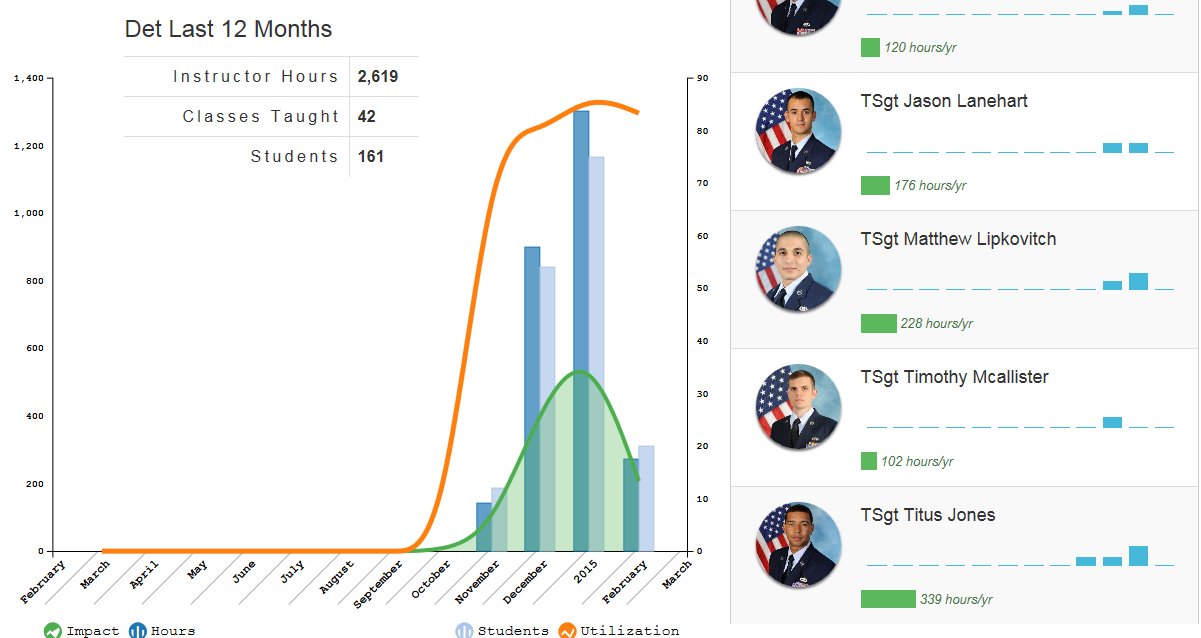 Det Last 12 Months
Instructor Hours 2,619
Classes Taught 42
Students 161
1,400
1,200
1,000
800
600
400
200
0
90
80
70
60
50
40
30
20
10
0
February March April May June July August September October November December 2015 February March
Impact Hours Students Utilization
120 hours/yr
TSgt Jason Lanehart
176 hours/yr
TSgt Matthew Lipkovitch
228 hours/yr
TSgt Timothy Mcallister
102 hours/yr
TSgt Titus Jones
339 hours/yr